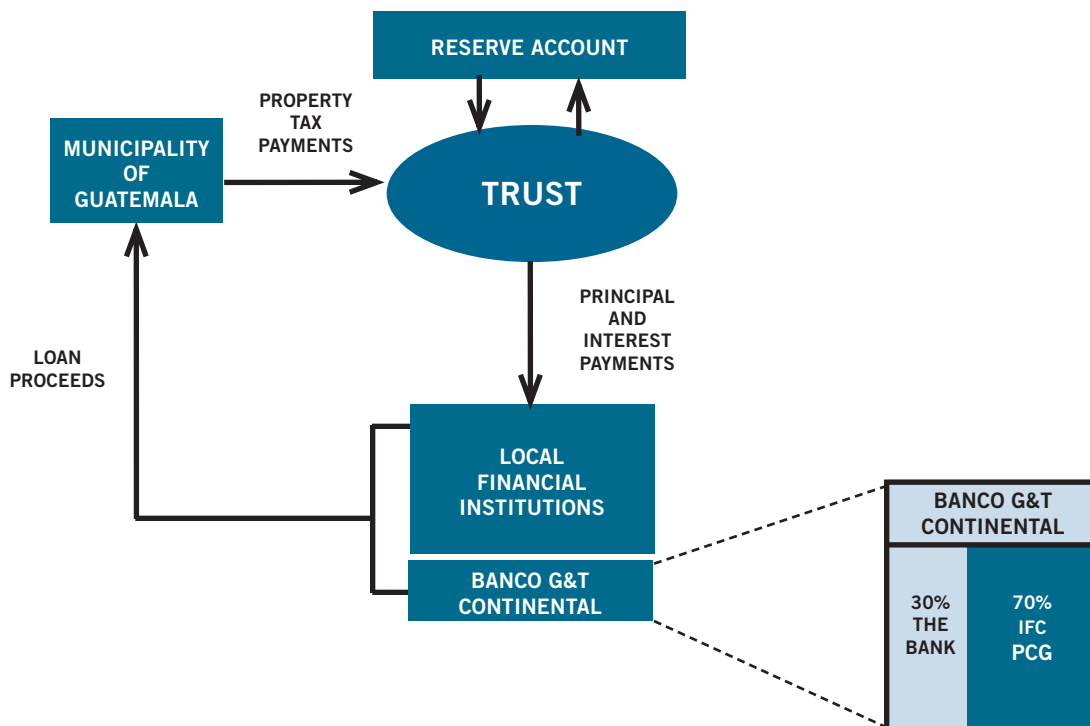 RESERVE ACCOUNT
PROPERTY
TAX
PAYMENTS
MUNICIPALITY
OF
GUATEMALA
TRUST
PRINCIPAL
AND
INTEREST
PAYMENTS
LOAN
PROCEEDS
LOCAL
FINANCIAL
INSTITUTIONS
BANCO G&T
CONTINENTAL
BANCO G&T
CONTINENTAL
30%
THE
BANK
70%
IFC
PCG